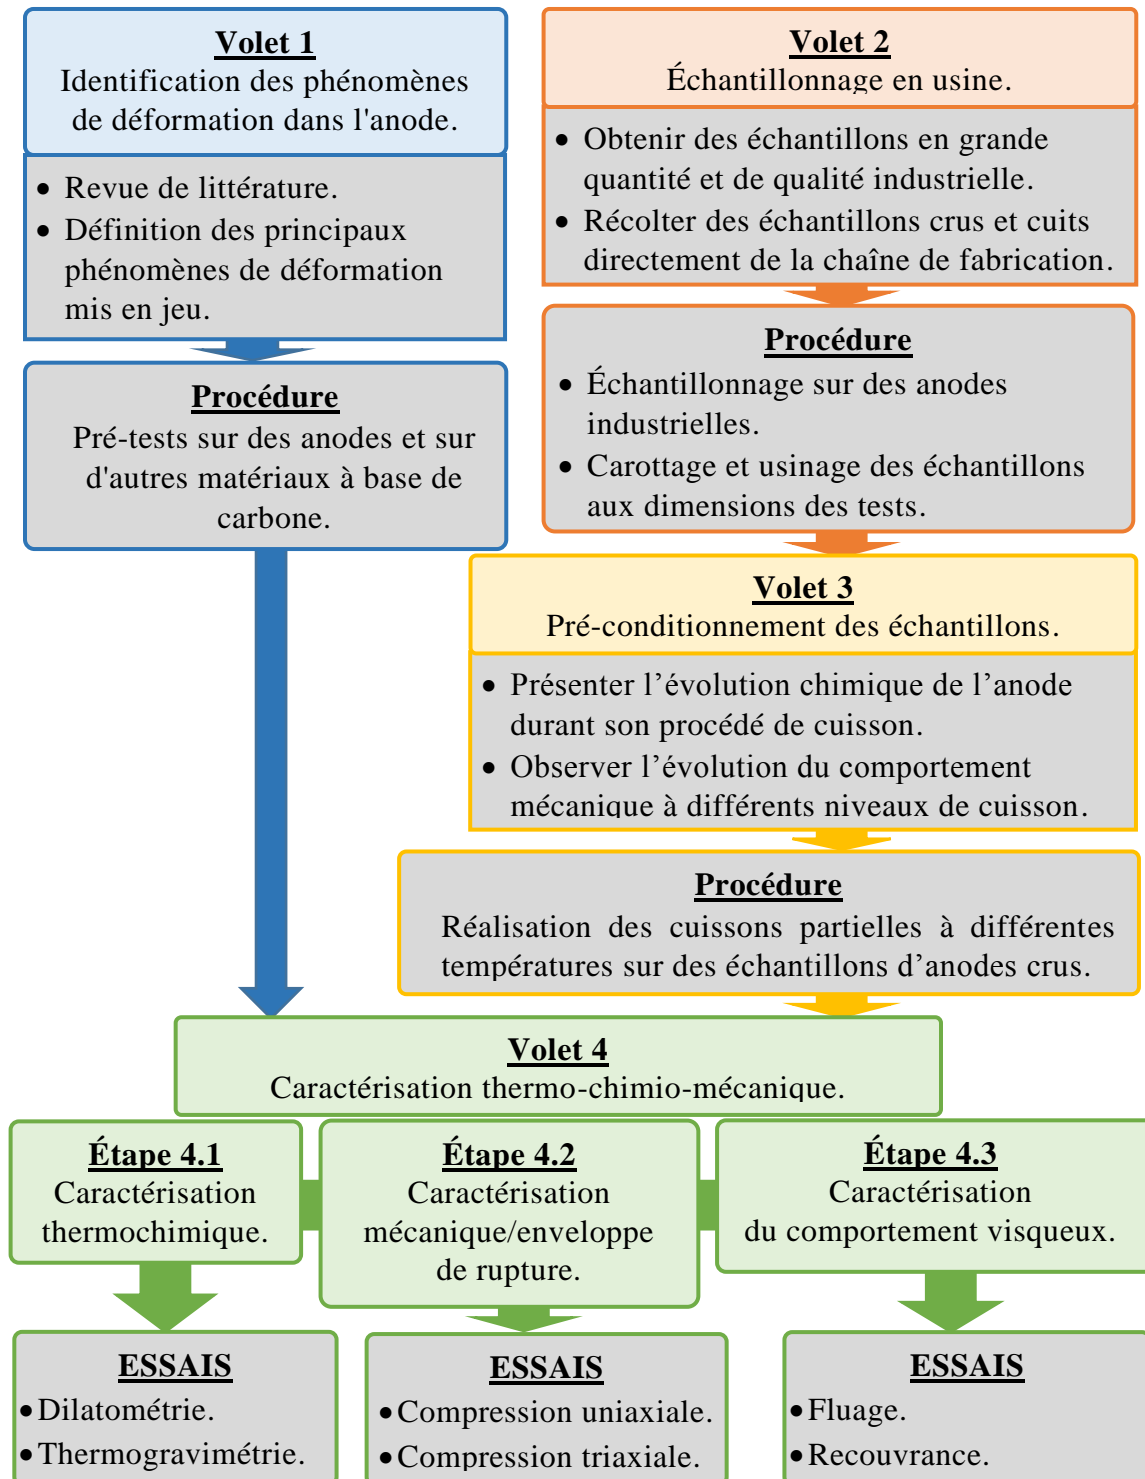 Volet 1
Identification des phénomènes
de déformation dans l'anode.
• Revue de littérature.
• Définition des principaux
phénomènes de déformation
mis en jeu.
Procédure
Pré-tests sur des anodes et sur
d'autres matériaux à base de
carbone.
Volet 2
Échantillonnage en usine.
• Obtenir des échantillons en grande
quantité et de qualité industrielle.
• Récolter des échantillons crus et cuits
directement de la chaîne de fabrication.
Procédure
• Échantillonnage sur des anodes
industrielles.
• Carottage et usinage des échantillons
aux dimensions des tests.
Volet 3
Pré-conditionnement des échantillons.
• Présenter l’évolution chimique de l’anode
durant son procédé de cuisson.
• Observer l’évolution du comportement
mécanique à différents niveaux de cuisson.
Procédure
Réalisation des cuissons partielles à différentes
températures sur des échantillons d’anodes crus.
Volet 4
Caractérisation thermo-chimio-mécanique.
Étape 4.1
Caractérisation
thermochimique.
Étape 4.2
Caractérisation
mécanique/enveloppe
de rupture.
Étape 4.3
Caractérisation
du comportement visqueux.
ESSAIS
• Dilatométrie.
• Thermogravimétrie.
ESSAIS
• Compression uniaxiale.
• Compression triaxiale.
ESSAIS
• Fluage.
• Recouvrance.